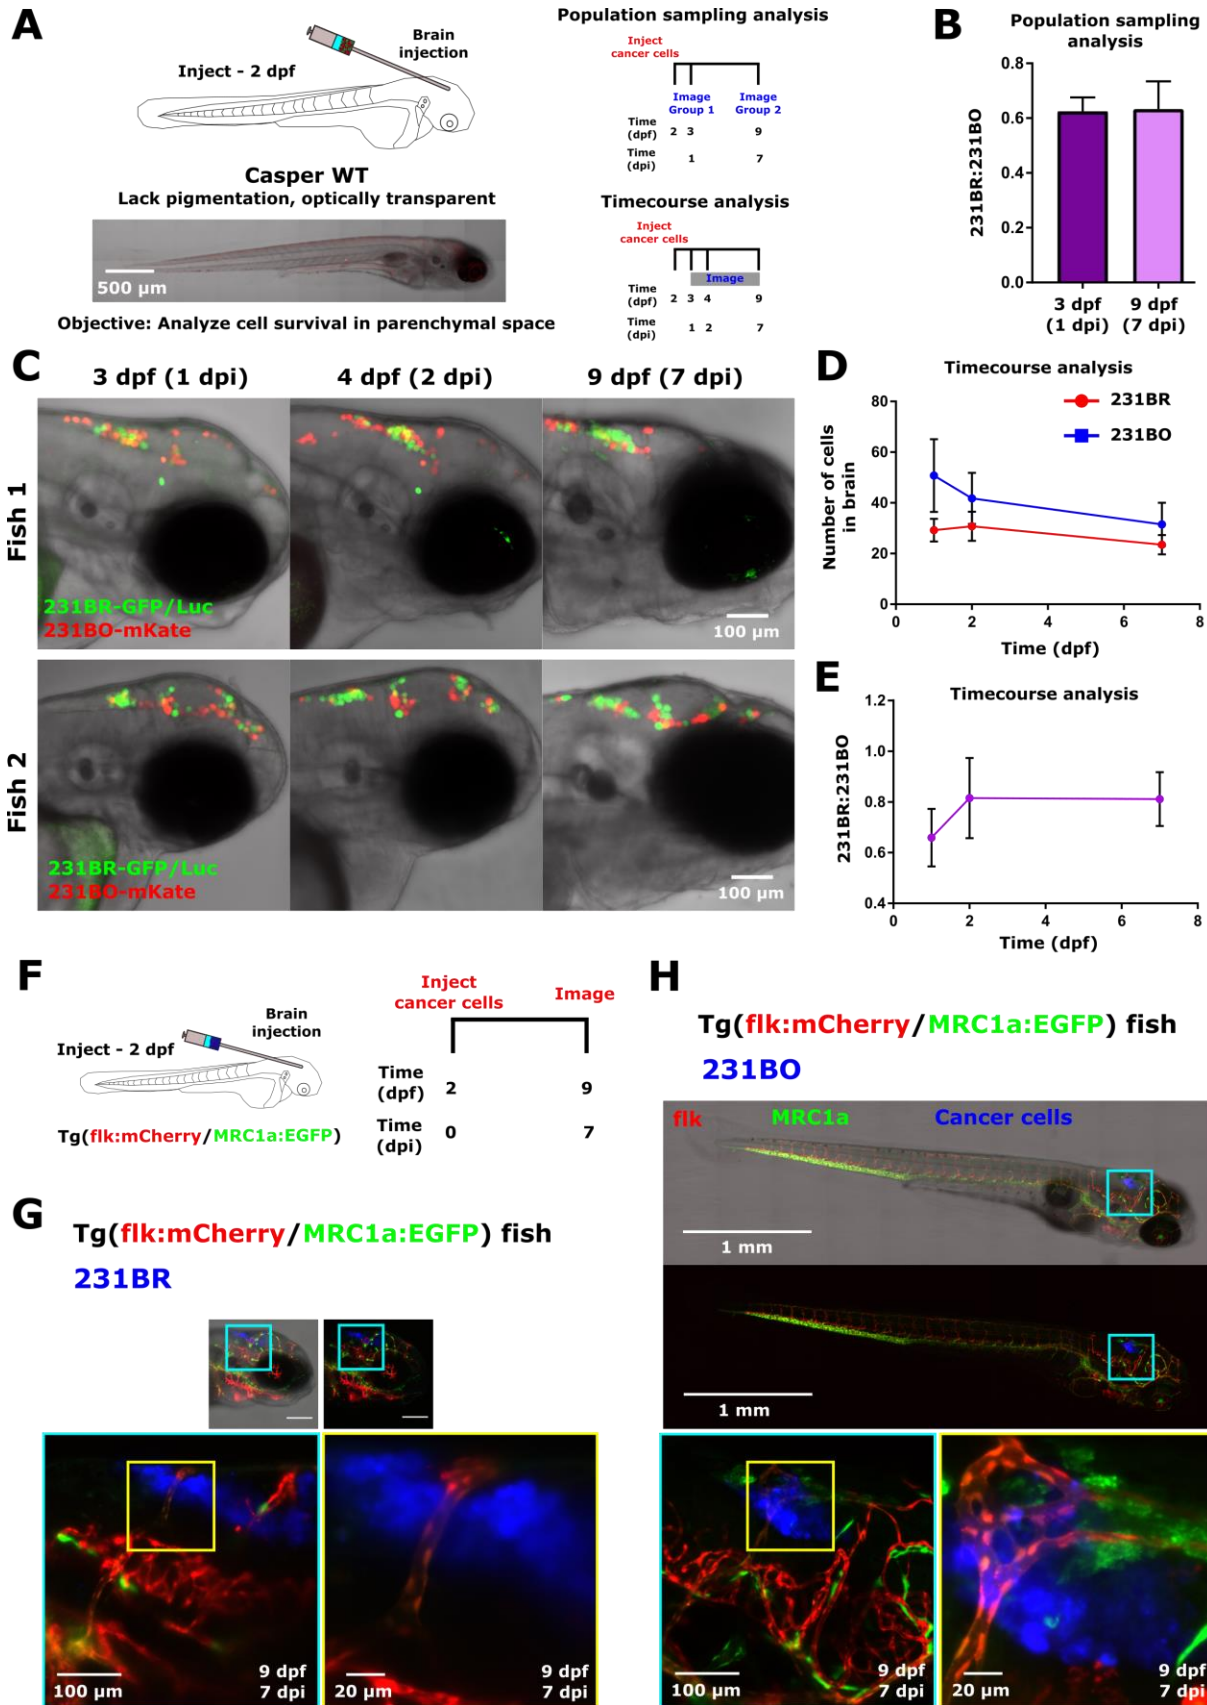 A
Inject - 2 dpf
Brain
injection
Casper WT
Lack pigmentation, optically transparent
500 µm
Objective: Analyze cell survival in parenchymal space
Population sampling analysis
Inject
cancer cells
Image
Group 1
Image
Group 2
Time
(dpf)
2 3 9
Time
(dpi)
1 7
Timecourse analysis
Inject
cancer cells
Image
Time
(dpf)
2 3 4 9
Time
(dpi)
1 2 7
B
Population sampling
analysis
231BR:231BO
0.8
0.6
0.4
0.2
0.0
3 dpf
(1 dpi)
9 dpf
(7 dpi)
C
3 dpf (1 dpi)
4 dpf (2 dpi)
9 dpf (7 dpi)
Fish 1
231BR-GFP/Luc
231BO-mKate
100 µm
Fish 2
231BR-GFP/Luc
231BO-mKate
100 µm
D
Timecourse analysis
231BR
231BO
Number of cells
in brain
80
60
40
20
0
0 2 4 6 8
Time (dpf)
E
Timecourse analysis
231BR:231BO
1.2
1.0
0.8
0.6
0.4
0 2 4 6 8
Time (dpf)
F
Inject - 2 dpf
Brain
injection
Tg(flk:mCherry/MRC1a:EGFP)
Inject
cancer cells
Image
Time
(dpf)
2 9
Time
(dpi)
0 7
G
Tg(flk:mCherry/MRC1a:EGFP) fish
231BR
100 µm
9 dpf
7 dpi
20 µm
9 dpf
7 dpi
H
Tg(flk:mCherry/MRC1a:EGFP) fish
231BO
flk MRC1a Cancer cells
1 mm
1 mm
100 µm
9 dpf
7 dpi
20 µm
9 dpf
7 dpi